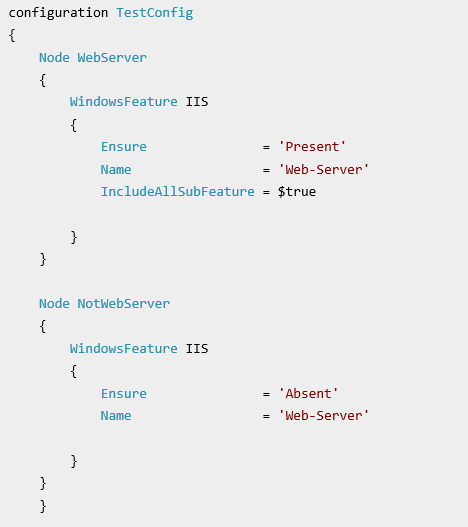 configuration TestConfig
{
    Node WebServer
    {
        WindowsFeature IIS
        {
            Ensure               = 'Present'
            Name                 = 'Web-Server'
            IncludeAllSubFeature = $true

        }
    }

    Node NotWebServer
    {
        WindowsFeature IIS
        {
            Ensure               = 'Absent'
            Name                 = 'Web-Server'

        }
    }
    }